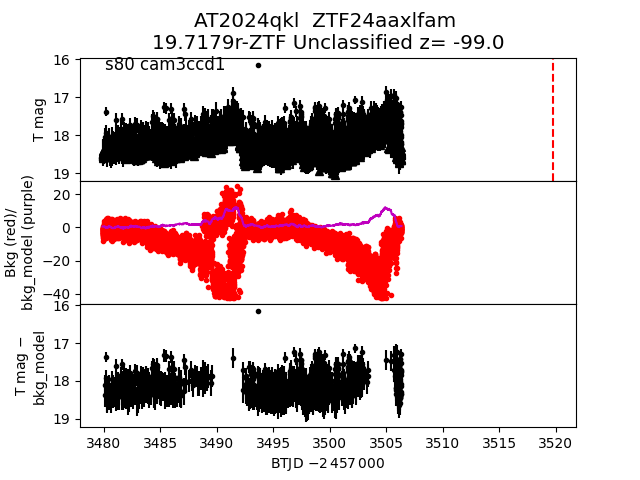 AT2024qkl  ZTF24aaxlfam
19.7179r-ZTF Unclassified z= -99.0
s80 cam3ccd1
T mag
16
17
18
19
Bkg (red)/
bkg_model (purple)
20
0
−20
−40
T mag −
bkg_model
16
17
18
19
3480 3485 3490 3495 3500 3505 3510 3515 3520
BTJD −2 457 000